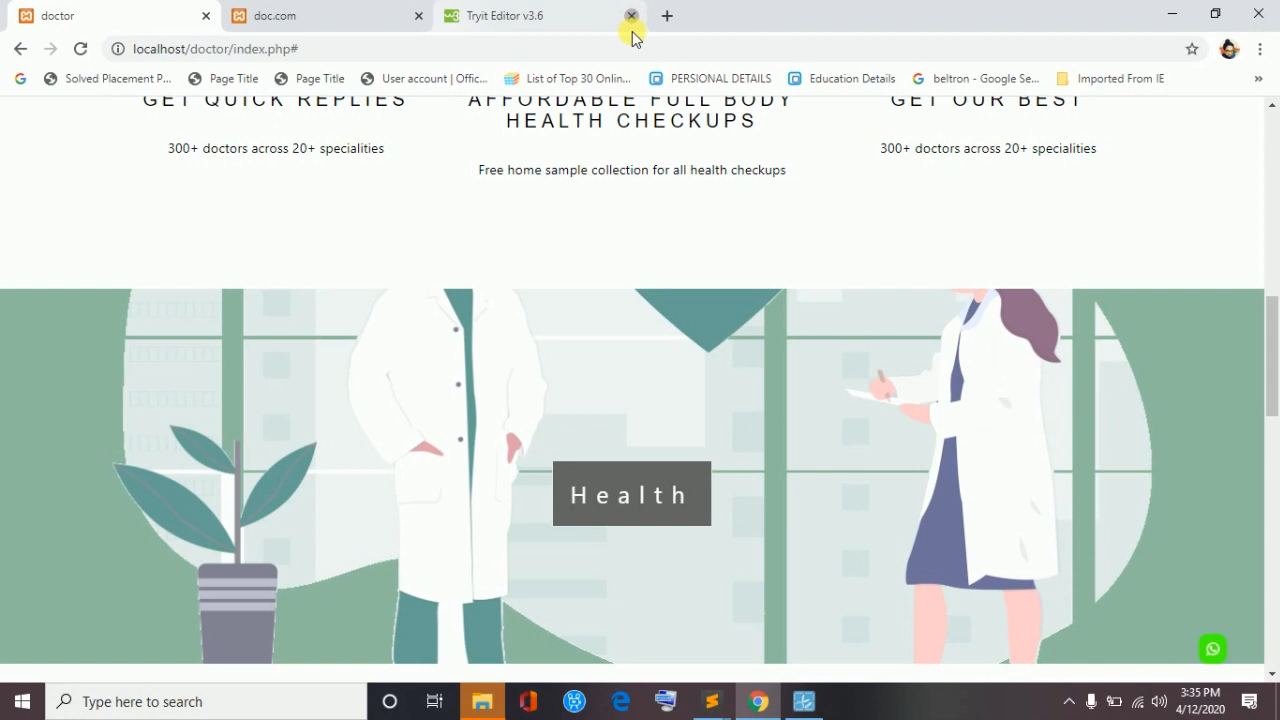 doctor
doc.com
Tryit Editor v3.6
localhost/doctor/index.php#
Solved Placement P...
Page Title
Page Title
User account | Offic...
List of Top 30 Onlin...
PERSIONAL DETAILS
Education Details
beltron - Google Se...
Imported From IE
GET QUICK REPLIES
AFFORDABLE FULL BODY
HEALTH CHECKUPS
GET OUR BEST
300+ doctors across 20+ specialities
Free home sample collection for all health checkups
300+ doctors across 20+ specialities
Health
Type here to search
3:35 PM
4/12/2020